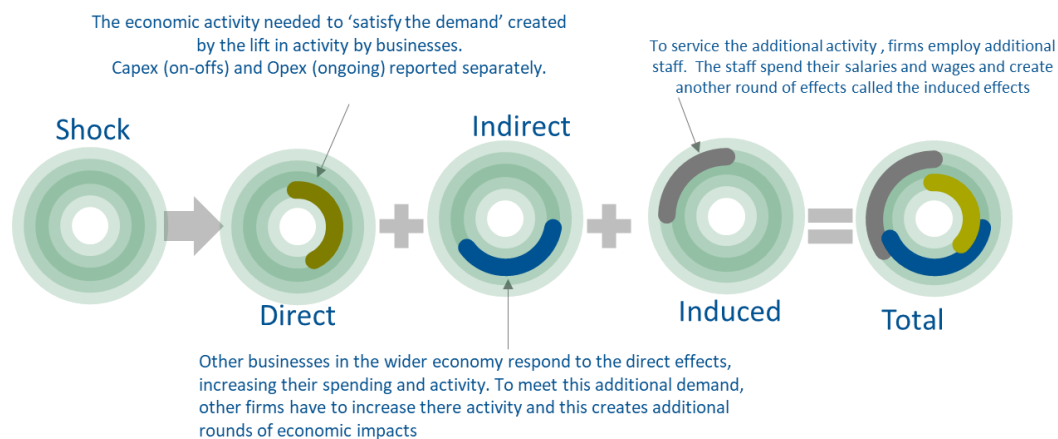 The economic activity needed to ‘satisfy the demand’ created
by the lift in activity by businesses.
Capex (on-offs) and Opex (ongoing) reported separately.
To service the additional activity , firms employ additional
staff. The staff spend their salaries and wages and create
another round of effects called the induced effects
Shock
Indirect
Direct
Induced
Total
Other businesses in the wider economy respond to the direct effects,
increasing their spending and activity. To meet this additional demand,
other firms have to increase there activity and this creates additional
rounds of economic impacts